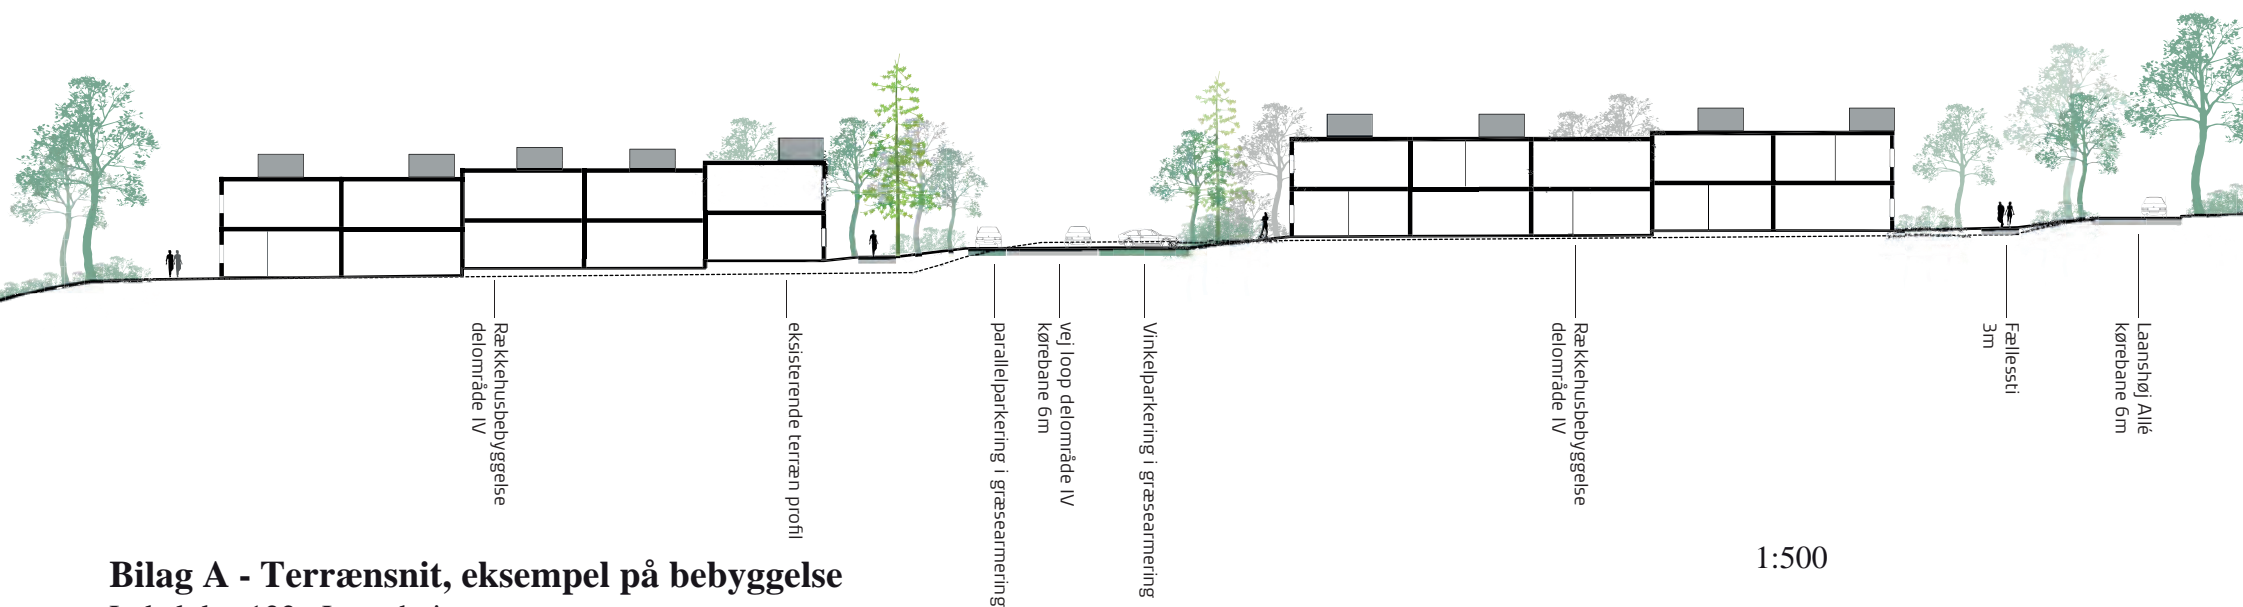 Rækkehusbebyggelse
delområde IV
eksisterende terræn profil
parallelparkering i græsearmering
vej loop delområde IV
kørebane 6m
Vinkelparkering i græsearmering
Rækkehusbebyggelse
delområde IV
Fællessti
3m
Laanshøj Allé
kørebane 6m
1:500
Bilag A - Terrænsnit, eksempel på bebyggelse